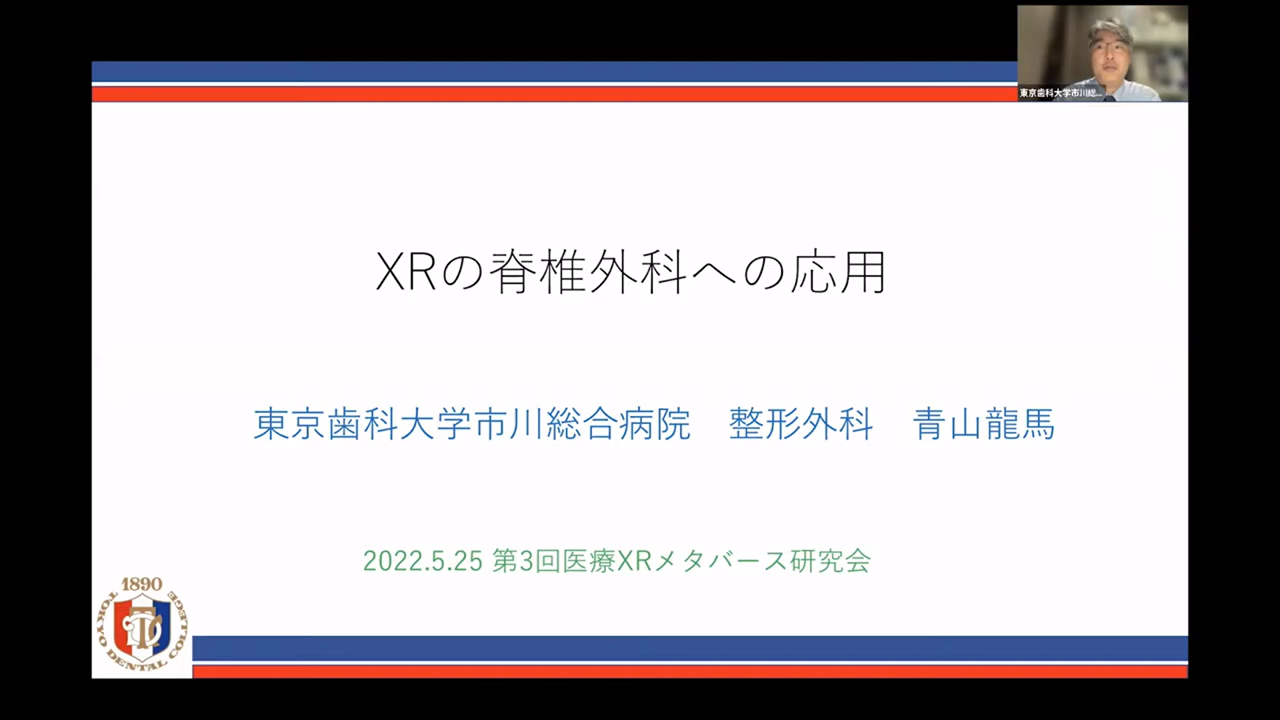 東京歯科大学市川総...
XRの脊椎外科への応用
東京歯科大学市川総合病院　整形外科　青山龍馬
2022.5.25 第3回医療XRメタバース研究会
1890
TOKYO DENTAL COLLEGE